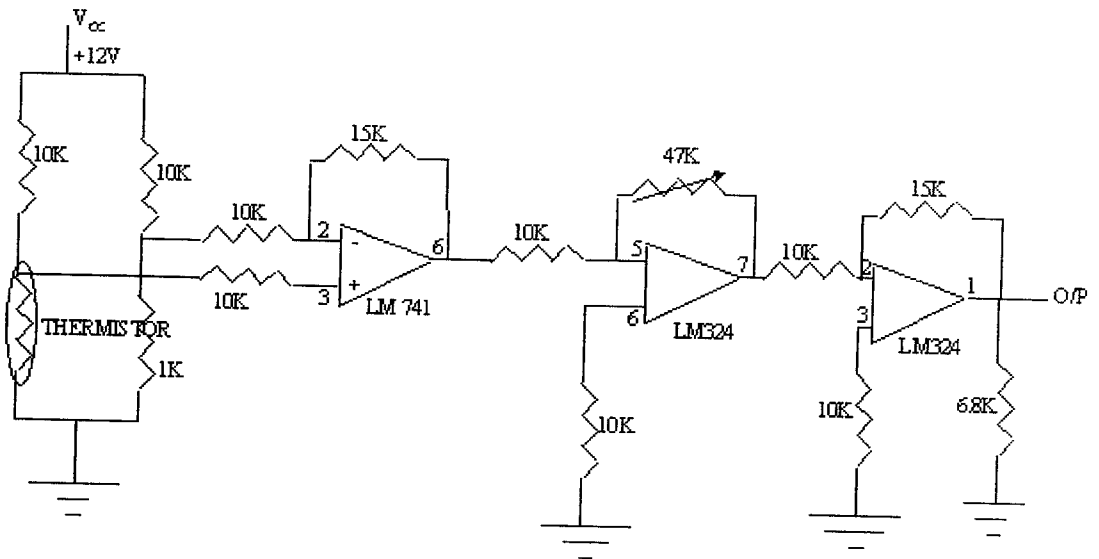 Vcc
+12V
10K
10K
15K
10K
2
-
6
10K
3
+
LM 741
THERMISTOR
1K
10K
47K
5
7
6
LM324
10K
10K
15K
2
1
3
LM324
O/P
10K
6.8K